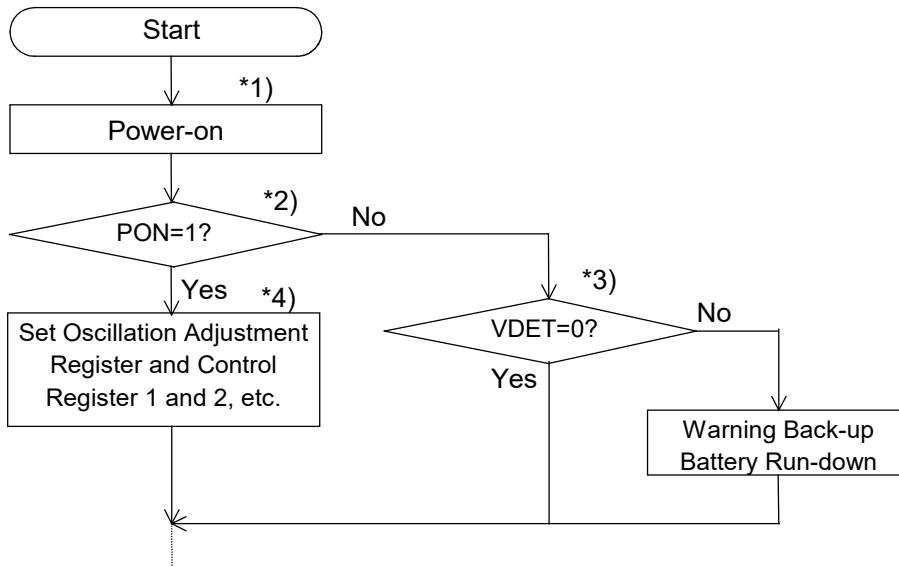 Start
*1)
Power-on
*2)
PON=1?
No
Yes
*4)
Set Oscillation Adjustment
Register and Control
Register 1 and 2, etc.
*3)
VDET=0?
No
Yes
Warning Back-up
Battery Run-down